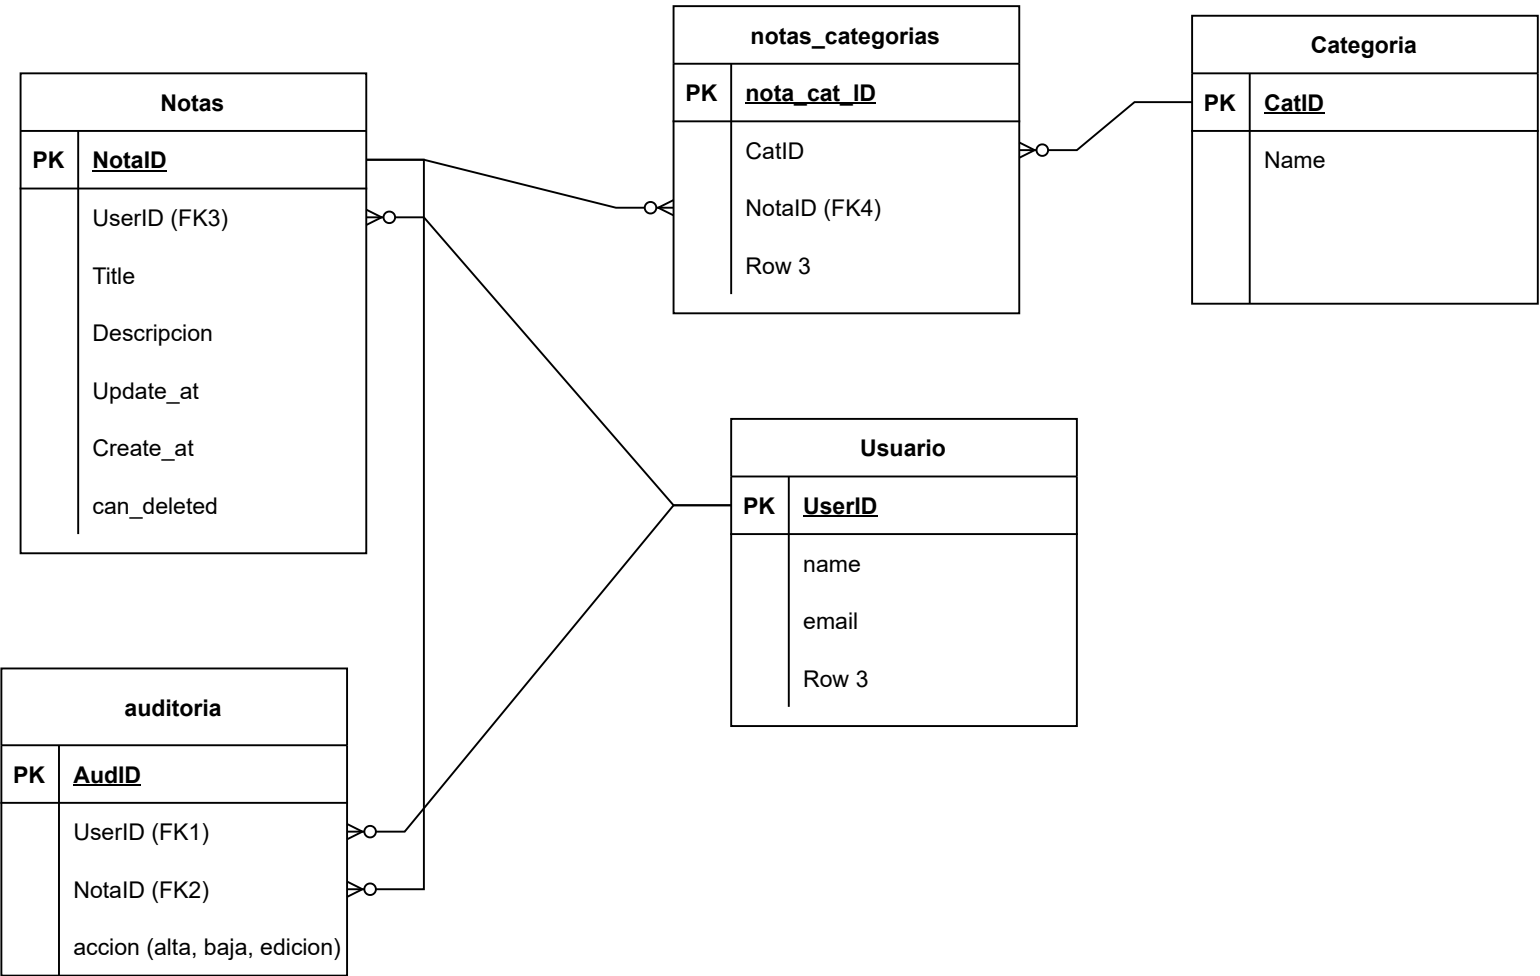 Notas
PK NotaID
UserID (FK3)
Title
Descripcion
Update_at
Create_at
can_deleted
notas_categorias
PK nota_cat_ID
CatID
NotaID (FK4)
Row 3
Categoria
PK CatID
Name
Usuario
PK UserID
name
email
Row 3
auditoria
PK AudID
UserID (FK1)
NotaID (FK2)
accion (alta, baja, edicion)